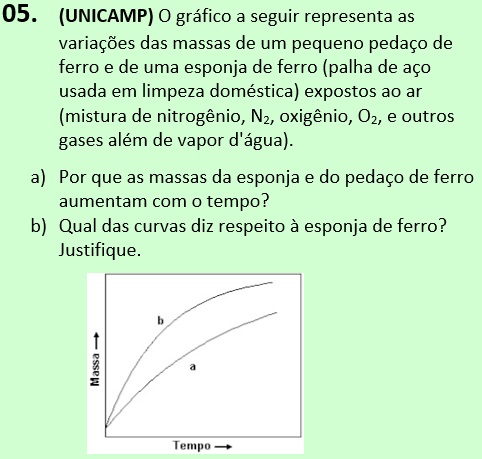 05. (UNICAMP) O gráfico a seguir representa as
variações das massas de um pequeno pedaço de
ferro e de uma esponja de ferro (palha de aço
usada em limpeza doméstica) expostos ao ar
(mistura de nitrogênio, N₂, oxigênio, O₂, e outros
gases além de vapor d'água).
a) Por que as massas da esponja e do pedaço de ferro
aumentam com o tempo?
b) Qual das curvas diz respeito à esponja de ferro?
Justifique.
b
a
Massa →
Tempo →